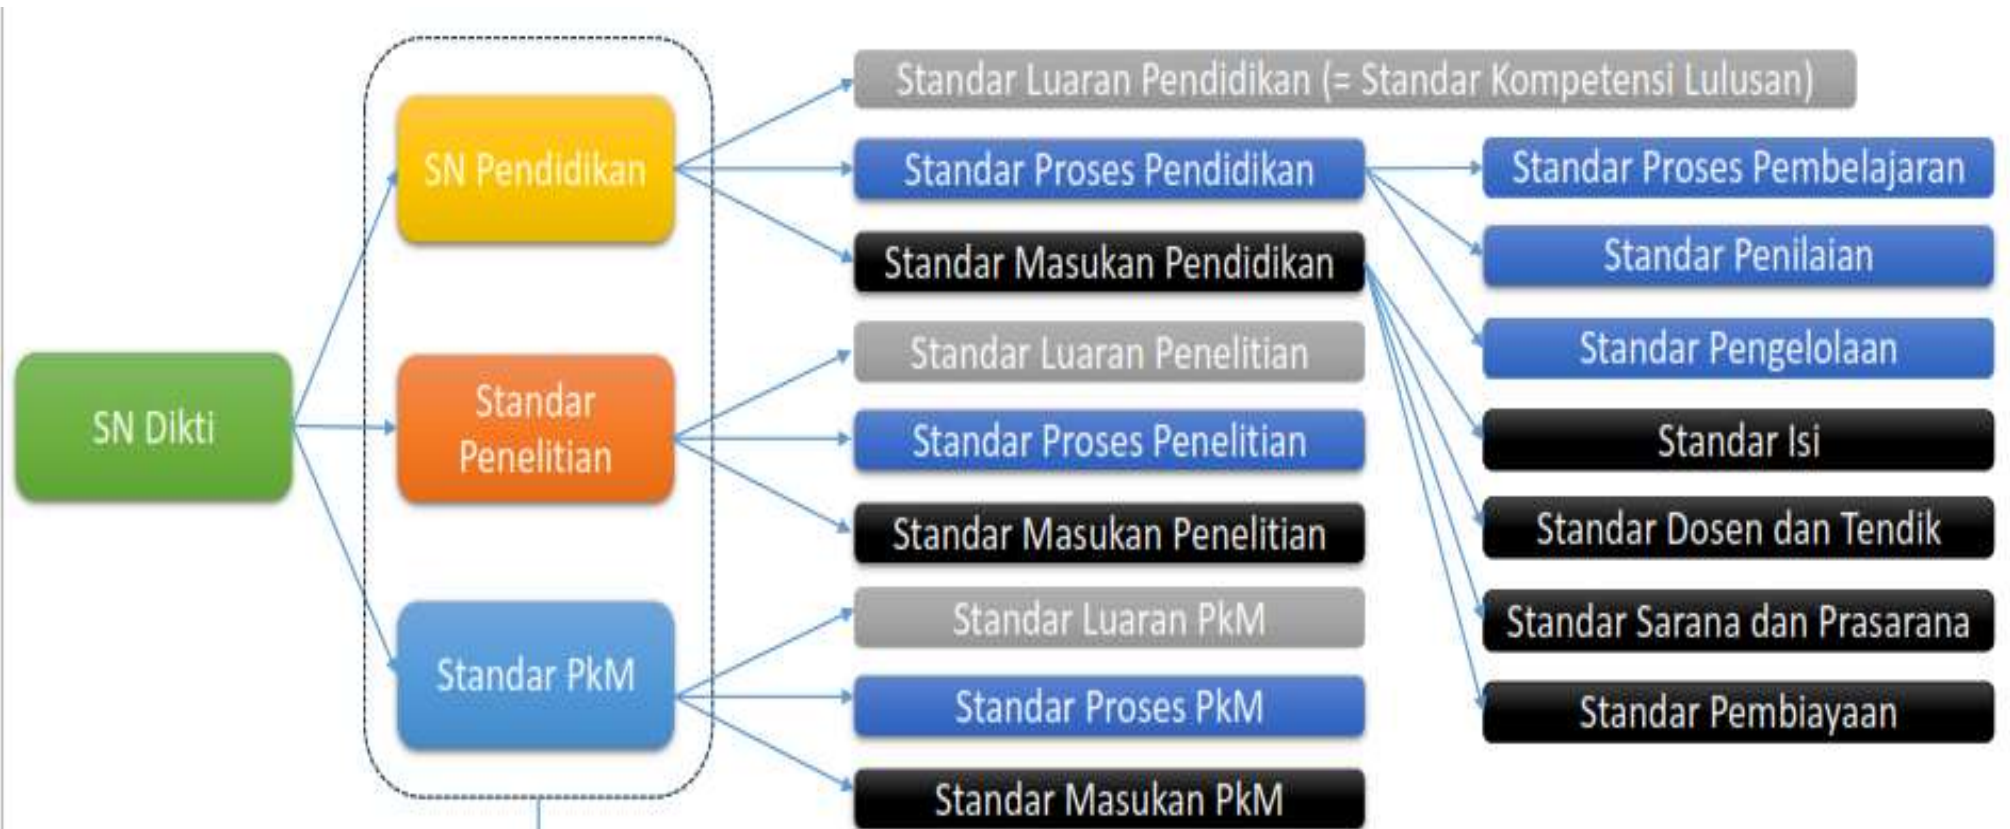 SN Dikti
SN Pendidikan
Standar
Penelitian
Standar PkM
Standar Luaran Pendidikan (= Standar Kompetensi Lulusan)
Standar Proses Pendidikan
Standar Masukan Pendidikan
Standar Luaran Penelitian
Standar Proses Penelitian
Standar Masukan Penelitian
Standar Luaran PkM
Standar Proses PkM
Standar Masukan PkM
Standar Proses Pembelajaran
Standar Penilaian
Standar Pengelolaan
Standar Isi
Standar Dosen dan Tendik
Standar Sarana dan Prasarana
Standar Pembiayaan